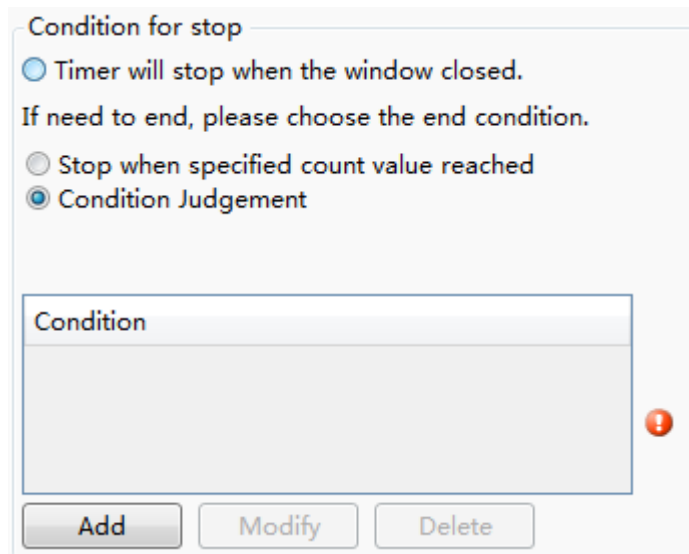 Condition for stop
Timer will stop when the window closed.
If need to end, please choose the end condition.
Stop when specified count value reached
Condition Judgement
Condition
Add Modify Delete